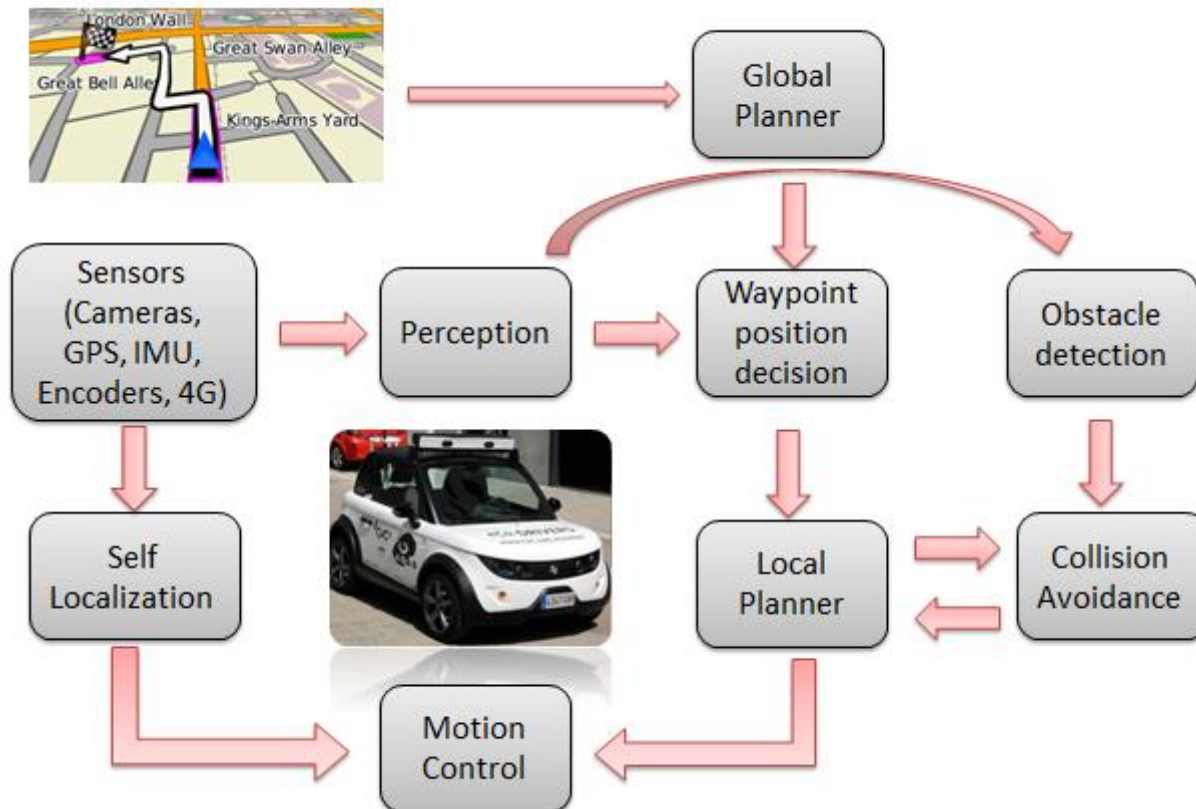 London Wall
Great Swan Alley
Great Bell Alle
Kings Arms Yard
Global
Planner
Sensors
(Cameras,
GPS, IMU,
Encoders, 4G)
Perception
Waypoint
position
decision
Obstacle
detection
Self
Localization
Local
Planner
Collision
Avoidance
Motion
Control